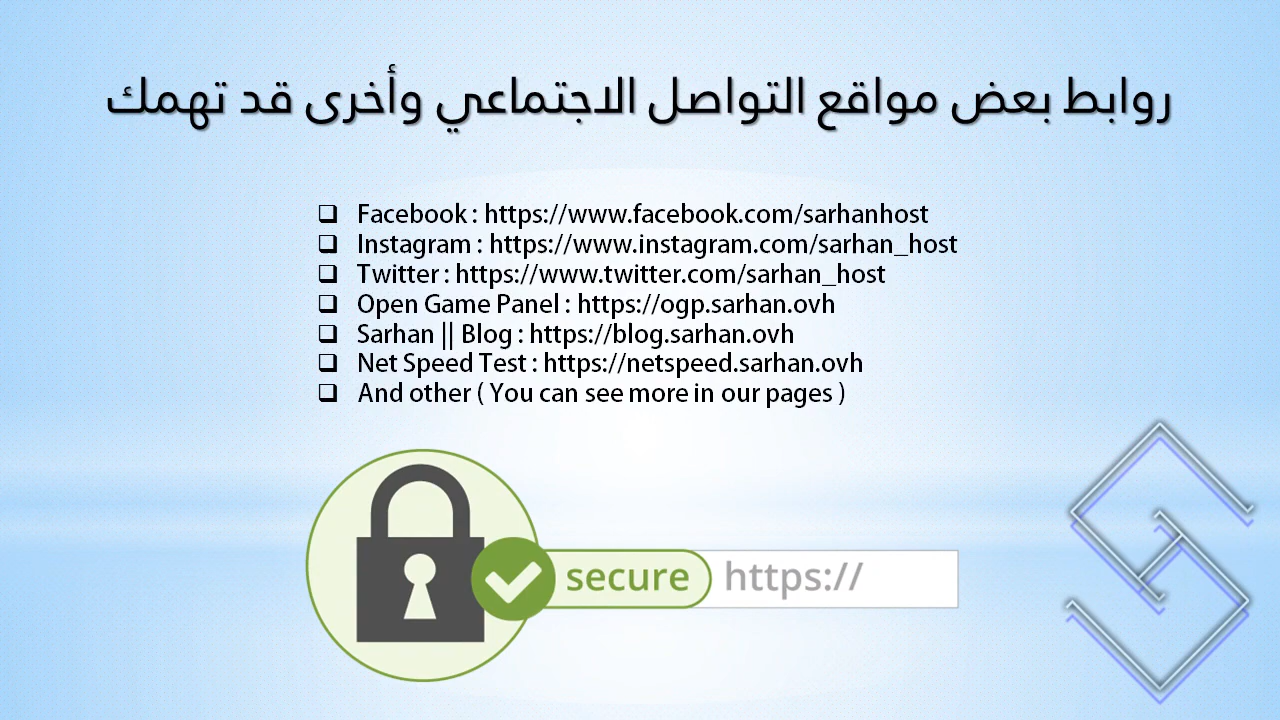 روابط بعض مواقع التواصل الاجتماعي وأخرى قد تهمك
Facebook : https://www.facebook.com/sarhanhost
Instagram : https://www.instagram.com/sarhan_host
Twitter : https://www.twitter.com/sarhan_host
Open Game Panel : https://ogp.sarhan.ovh
Sarhan || Blog : https://blog.sarhan.ovh
Net Speed Test : https://netspeed.sarhan.ovh
And other ( You can see more in our pages )
secure https://